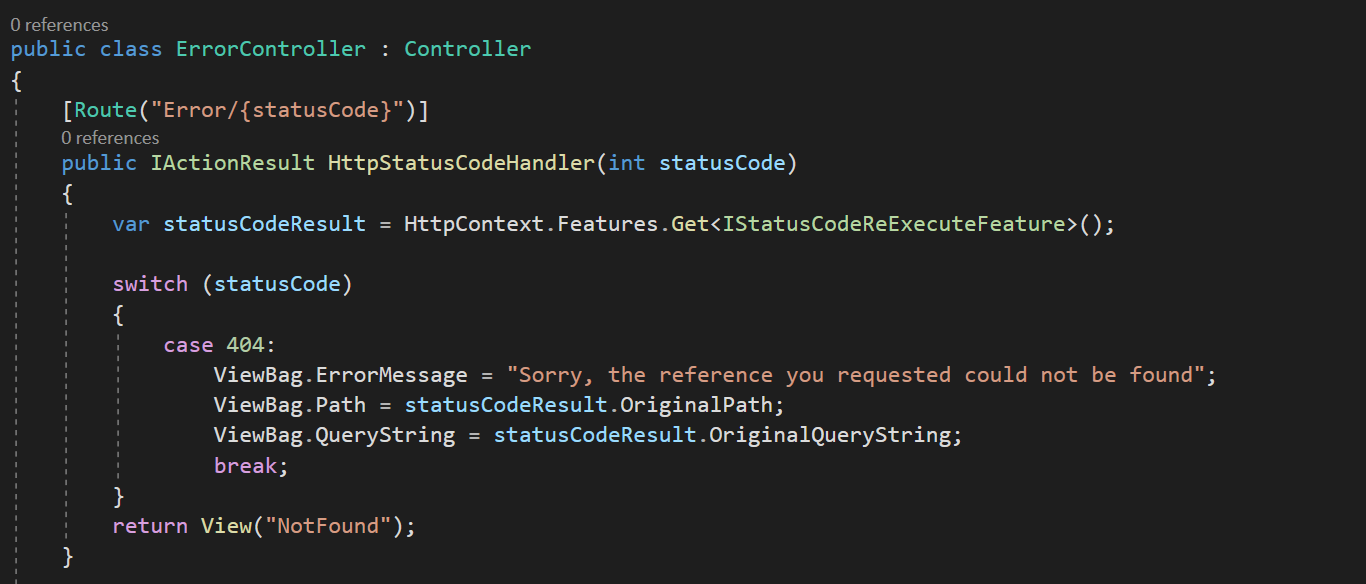 0 references
public class ErrorController : Controller
{
[Route("Error/{statusCode}")]
0 references
public IActionResult HttpStatusCodeHandler(int statusCode)
{
var statusCodeResult = HttpContext.Features.Get<IStatusCodeReExecuteFeature>();
switch (statusCode)
{
case 404:
ViewBag.ErrorMessage = "Sorry, the reference you requested could not be found";
ViewBag.Path = statusCodeResult.OriginalPath;
ViewBag.QueryString = statusCodeResult.OriginalQueryString;
break;
}
return View("NotFound");
}